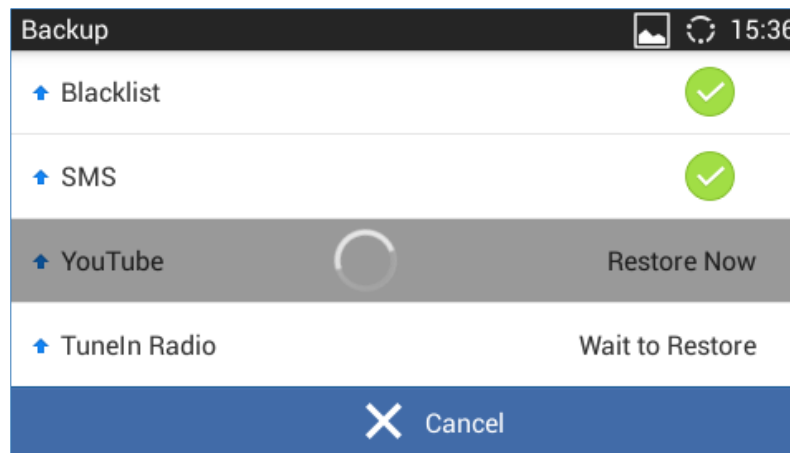 Backup 15:36
Blacklist
SMS
YouTube Restore Now
TuneIn Radio Wait to Restore
Cancel